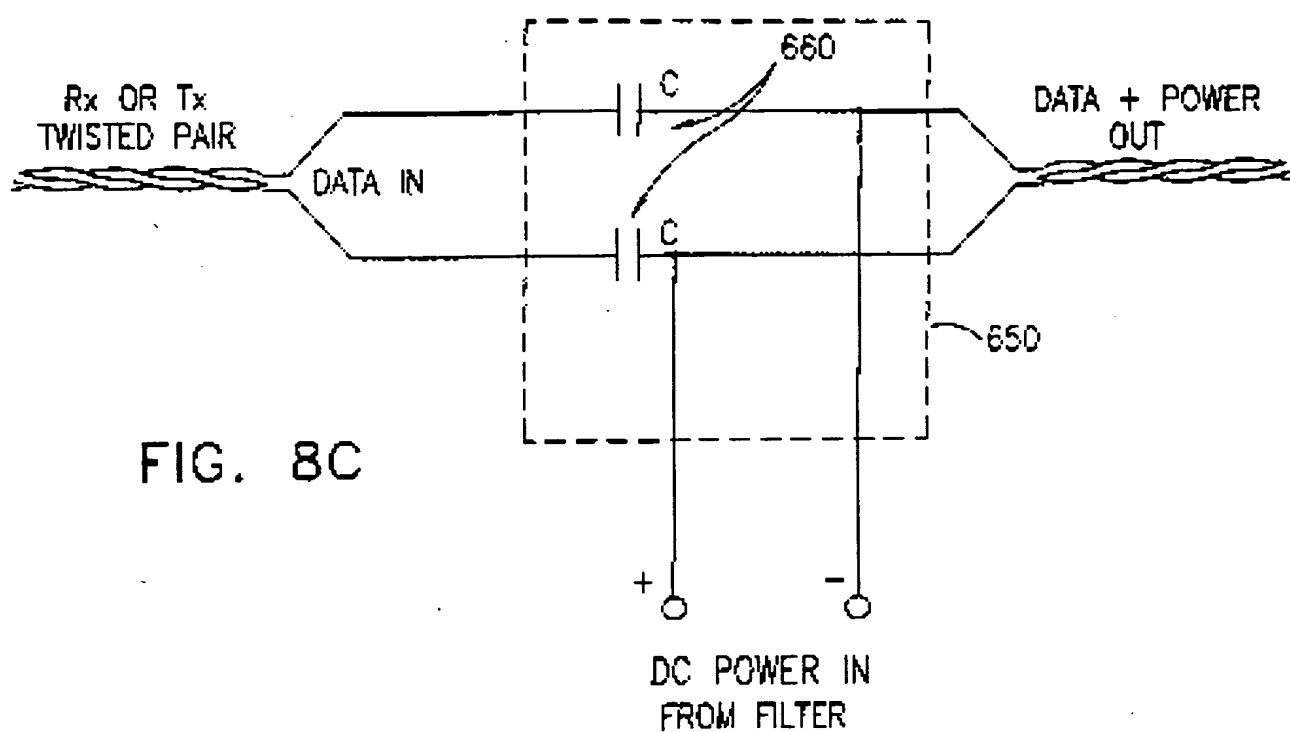 660
C
Rx OR Tx
TWISTED PAIR
DATA + POWER
OUT
DATA IN
C
650
FIG. 8C
+ -
DC POWER IN
FROM FILTER